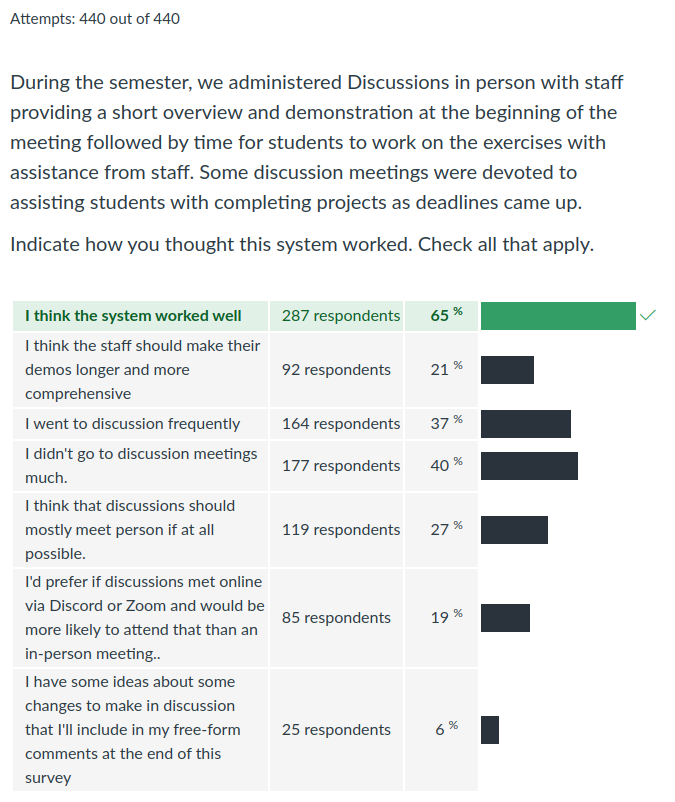 Attempts: 440 out of 440
During the semester, we administered Discussions in person with staff
providing a short overview and demonstration at the beginning of the
meeting followed by time for students to work on the exercises with
assistance from staff. Some discussion meetings were devoted to
assisting students with completing projects as deadlines came up.
Indicate how you thought this system worked. Check all that apply.
I think the system worked well 287 respondents 65 %
I think the staff should make their
demos longer and more
comprehensive
92 respondents 21 %
I went to discussion frequently 164 respondents 37 %
I didn't go to discussion meetings
much.
177 respondents 40 %
I think that discussions should
mostly meet person if at all
possible.
119 respondents 27 %
I'd prefer if discussions met online
via Discord or Zoom and would be
more likely to attend that than an
in-person meeting..
85 respondents 19 %
I have some ideas about some
changes to make in discussion
that I'll include in my free-form
comments at the end of this
survey
25 respondents 6 %